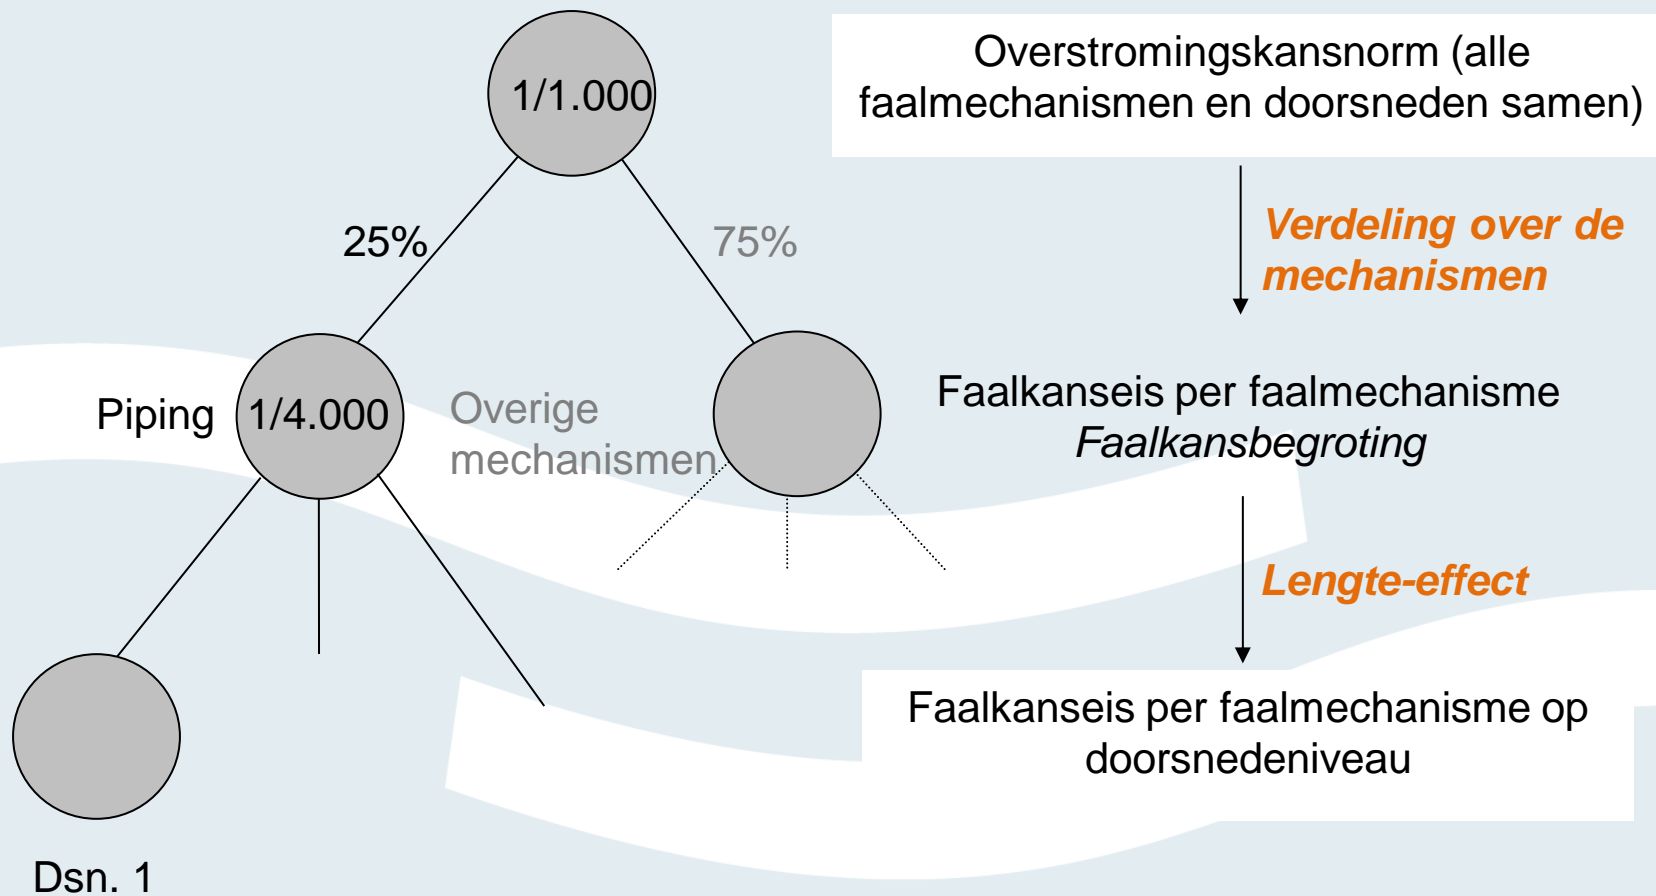 1/1.000
Overstromingskansnorm (alle
faalmechanismen en doorsneden samen)
25%
75%
Verdeling over de
mechanismen
Piping
1/4.000
Overige
mechanismen
Faalkanseis per faalmechanisme
Faalkansbegroting
Lengte-effect
Faalkanseis per faalmechanisme op
doorsnedeniveau
Dsn. 1